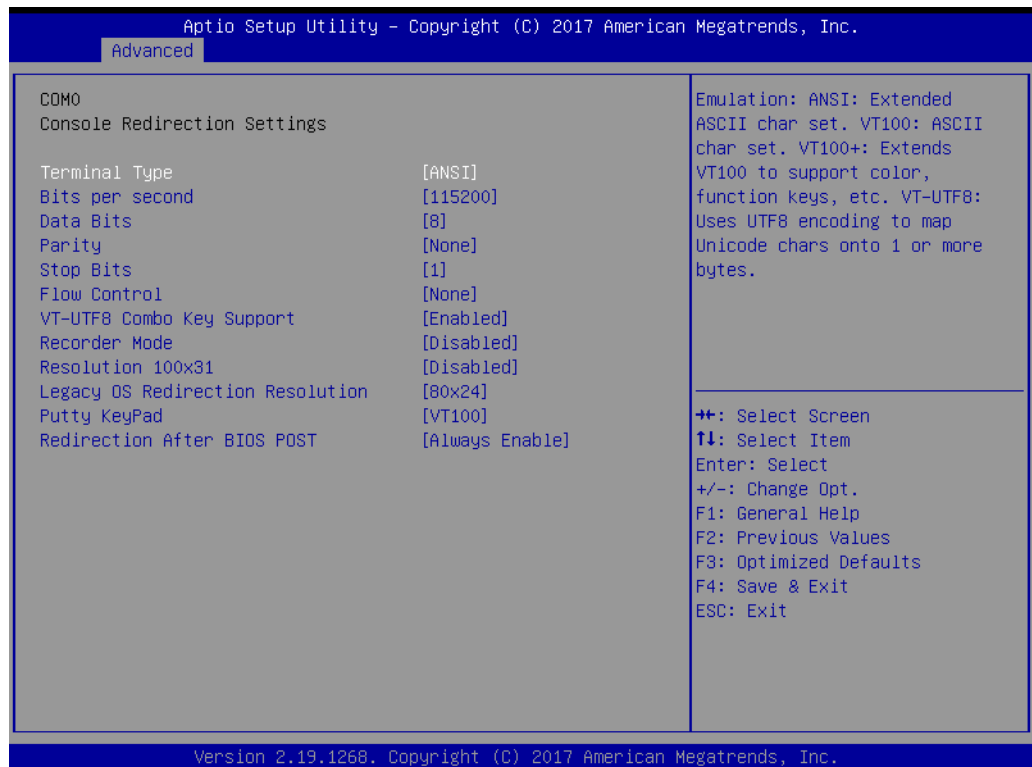 Aptio Setup Utility – Copyright (C) 2017 American Megatrends, Inc.
Advanced
COM0
Console Redirection Settings
Terminal Type [ANSI]
Bits per second [115200]
Data Bits [8]
Parity [None]
Stop Bits [1]
Flow Control [None]
VT-UTF8 Combo Key Support [Enabled]
Recorder Mode [Disabled]
Resolution 100x31 [Disabled]
Legacy OS Redirection Resolution [80x24]
Putty KeyPad [VT100]
Redirection After BIOS POST [Always Enable]
Emulation: ANSI: Extended
ASCII char set. VT100: ASCII
char set. VT100+: Extends
VT100 to support color,
function keys, etc. VT-UTF8:
Uses UTF8 encoding to map
Unicode chars onto 1 or more
bytes.
→←: Select Screen
↑↓: Select Item
Enter: Select
+/-: Change Opt.
F1: General Help
F2: Previous Values
F3: Optimized Defaults
F4: Save & Exit
ESC: Exit
Version 2.19.1268. Copyright (C) 2017 American Megatrends, Inc.